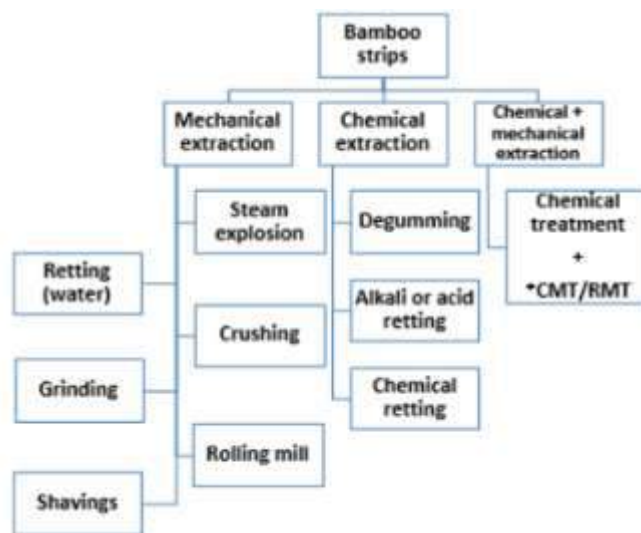 Bamboo
strips
Mechanical
extraction
Chemical
extraction
Chemical +
mechanical
extraction
Steam
explosion
Retting
(water)
Crushing
Grinding
Rolling mill
Shavings
Degumming
Alkali or acid
retting
Chemical
retting
Chemical
treatment
+
*CMT/RMT